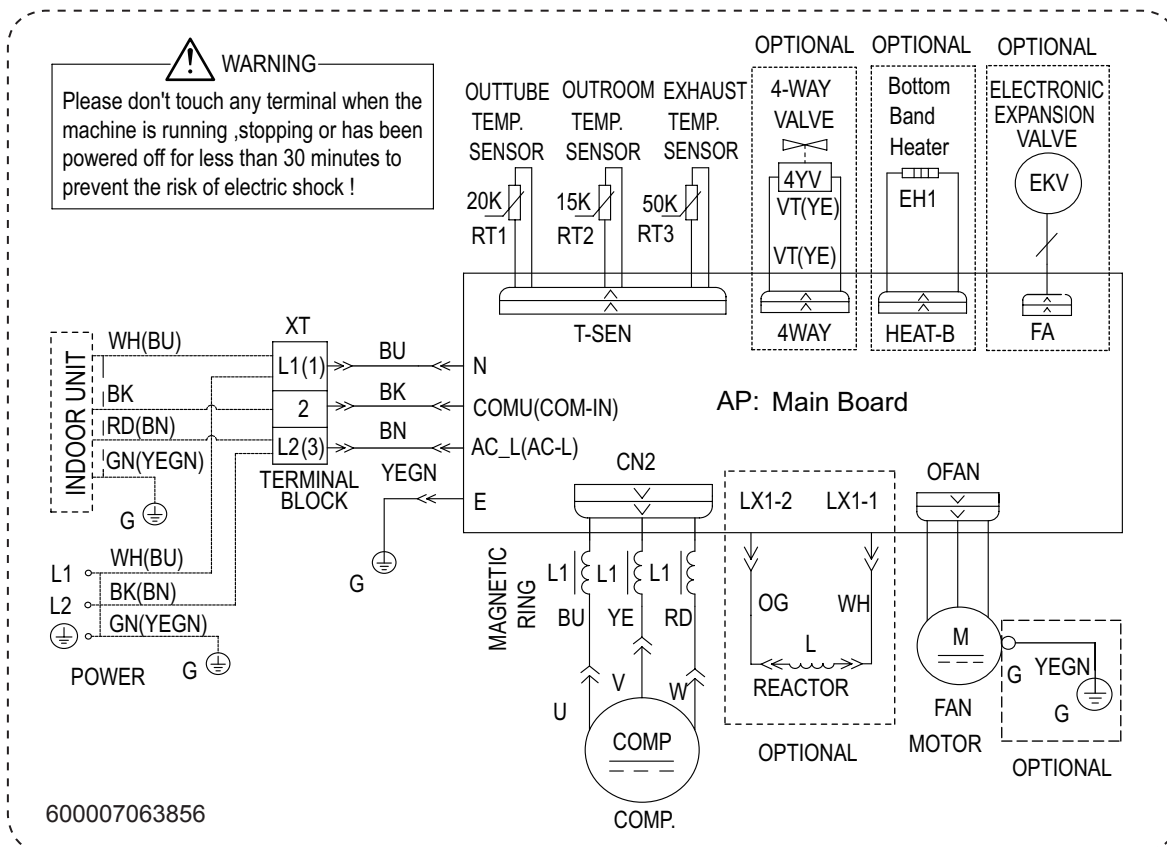 WARNING
Please don't touch any terminal when the
machine is running ,stopping or has been
powered off for less than 30 minutes to
prevent the risk of electric shock !
OUTTUBE
TEMP.
SENSOR
20K
RT1
OUTROOM
TEMP.
SENSOR
15K
RT2
EXHAUST
TEMP.
SENSOR
50K
RT3
T-SEN
OPTIONAL
4-WAY
VALVE
4YV
VT(YE)
VT(YE)
4WAY
OPTIONAL
Bottom
Band
Heater
EH1
HEAT-B
OPTIONAL
ELECTRONIC
EXPANSION
VALVE
EKV
FA
INDOOR UNIT
WH(BU)
BK
RD(BN)
GN(YEGN)
G
XT
L1(1)
2
L2(3)
TERMINAL
BLOCK
BU
BK
BN
YEGN
G
N
COMU(COM-IN)
AC_L(AC-L)
E
AP: Main Board
L1
L2
WH(BU)
BK(BN)
GN(YEGN)
G
POWER
CN2
MAGNETIC
RING
L1
L1
L1
BU
YE
RD
U
V
W
COMP
COMP.
LX1-2
LX1-1
OG
WH
L
REACTOR
OPTIONAL
OFAN
M
FAN
MOTOR
G
YEGN
G
OPTIONAL
600007063856